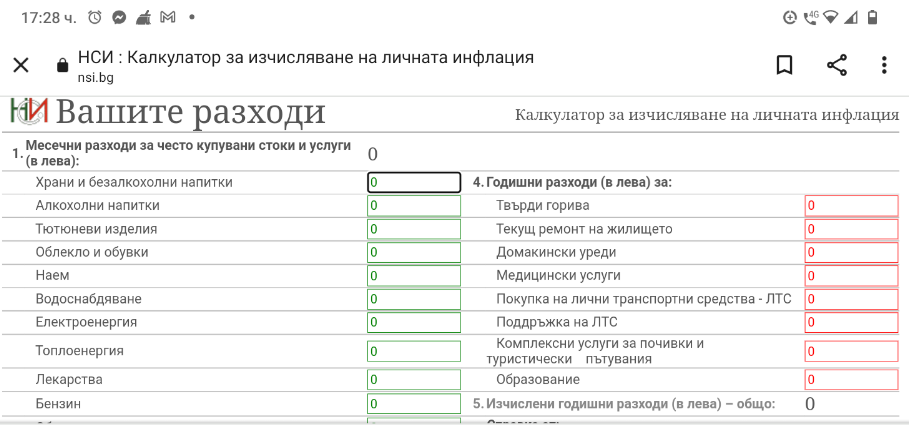 17:28 ч.
4G
НСИ : Калкулатор за изчисляване на личната инфлация
nsi.bg
НСИ Вашите разходи
Калкулатор за изчисляване на личната инфлация
1. Месечни разходи за често купувани стоки и услуги
(в лева):
0
Храни и безалкохолни напитки 0
4. Годишни разходи (в лева) за:
Алкохолни напитки 0
Твърди горива 0
Тютюневи изделия 0
Текущ ремонт на жилището 0
Облекло и обувки 0
Домакински уреди 0
Наем 0
Медицински услуги 0
Водоснабдяване 0
Покупка на лични транспортни средства - ЛТС 0
Електроенергия 0
Поддръжка на ЛТС 0
Топлоенергия 0
Комплексни услуги за почивки и
туристически пътувания 0
Лекарства 0
Образование 0
Бензин 0
5. Изчислени годишни разходи (в лева) – общо: 0